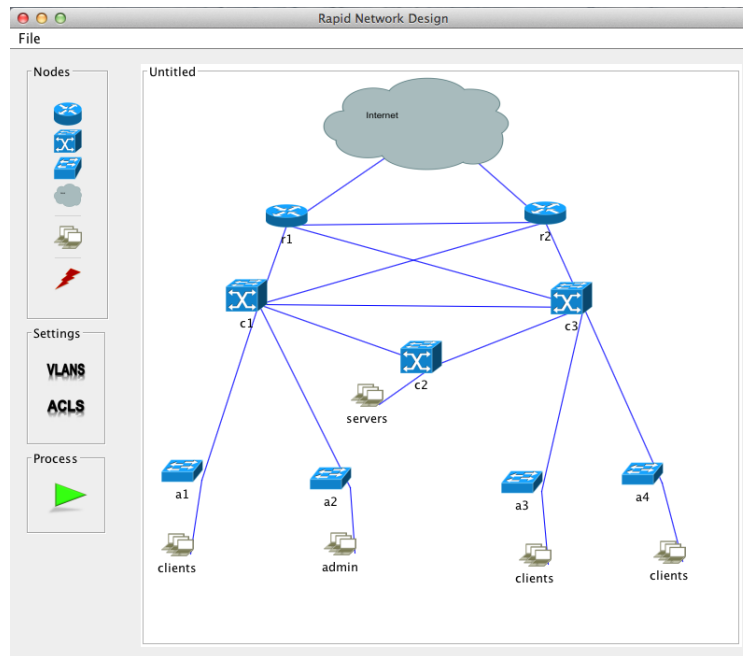 Rapid Network Design
File
Nodes
Untitled
Internet
r1
r2
c1
c3
Settings
VLANS
c2
ACLS
servers
Process
a1
a2
a3
a4
clients
admin
clients
clients